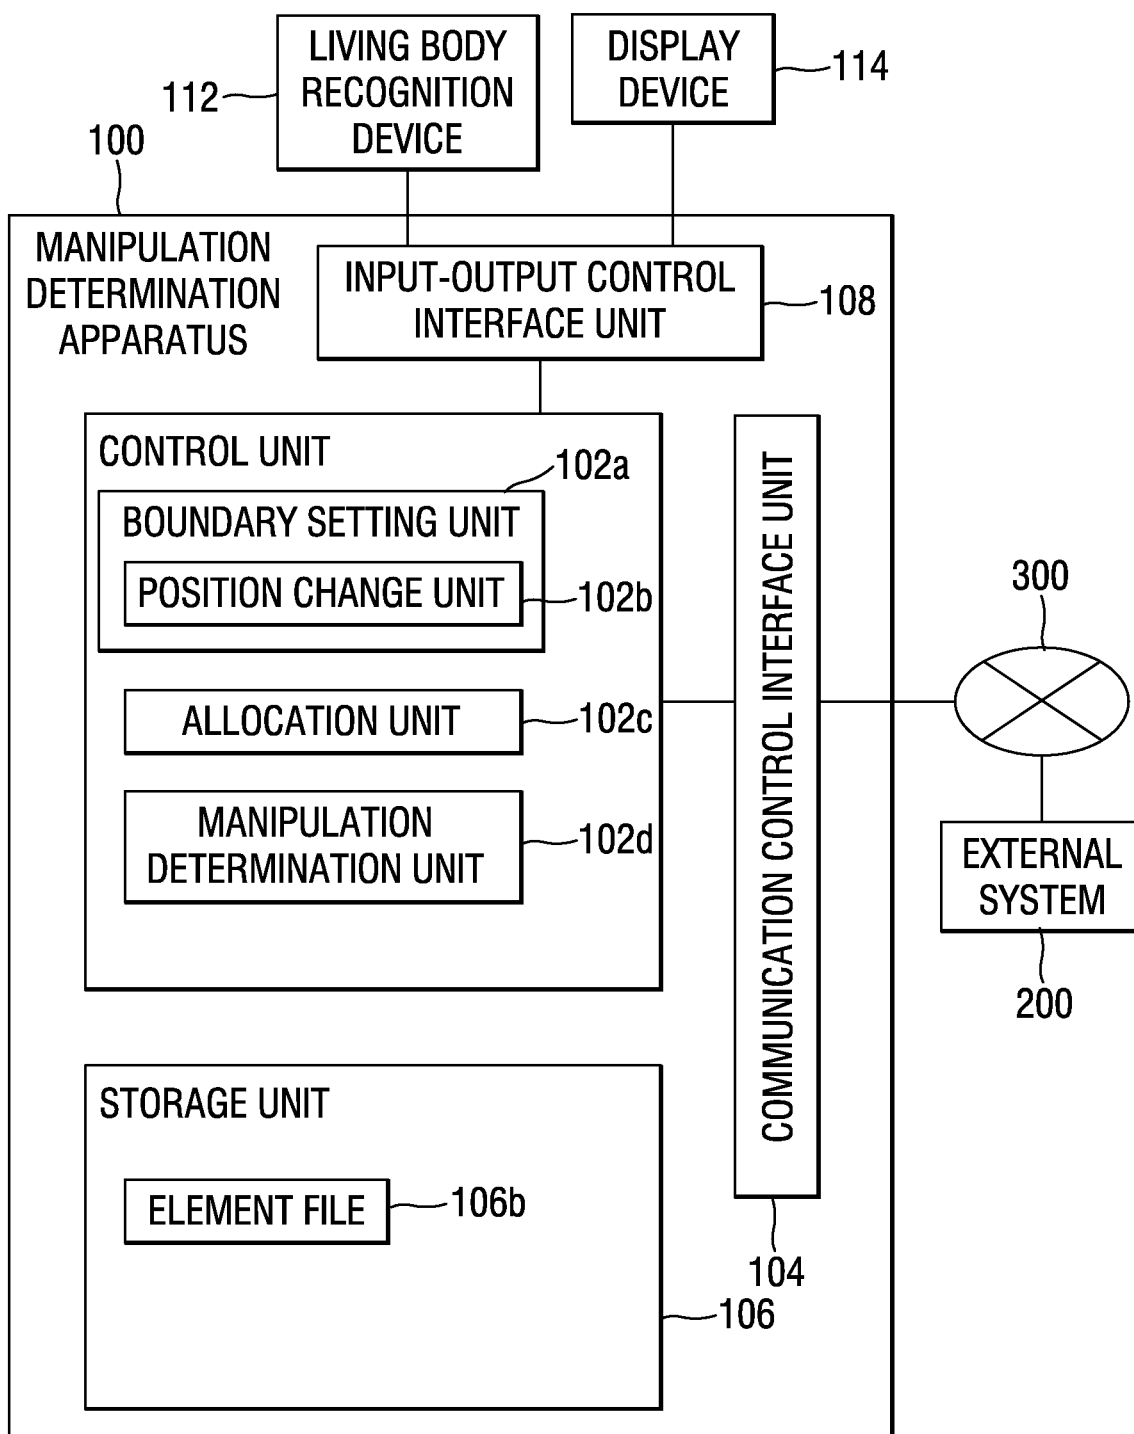 LIVING BODY
RECOGNITION
DEVICE
112
DISPLAY
DEVICE
114
100
MANIPULATION
DETERMINATION
APPARATUS
INPUT-OUTPUT CONTROL
INTERFACE UNIT
108
CONTROL UNIT
102a
BOUNDARY SETTING UNIT
POSITION CHANGE UNIT
102b
ALLOCATION UNIT
102c
MANIPULATION
DETERMINATION UNIT
102d
COMMUNICATION CONTROL INTERFACE UNIT
104
300
EXTERNAL
SYSTEM
200
STORAGE UNIT
ELEMENT FILE
106b
106